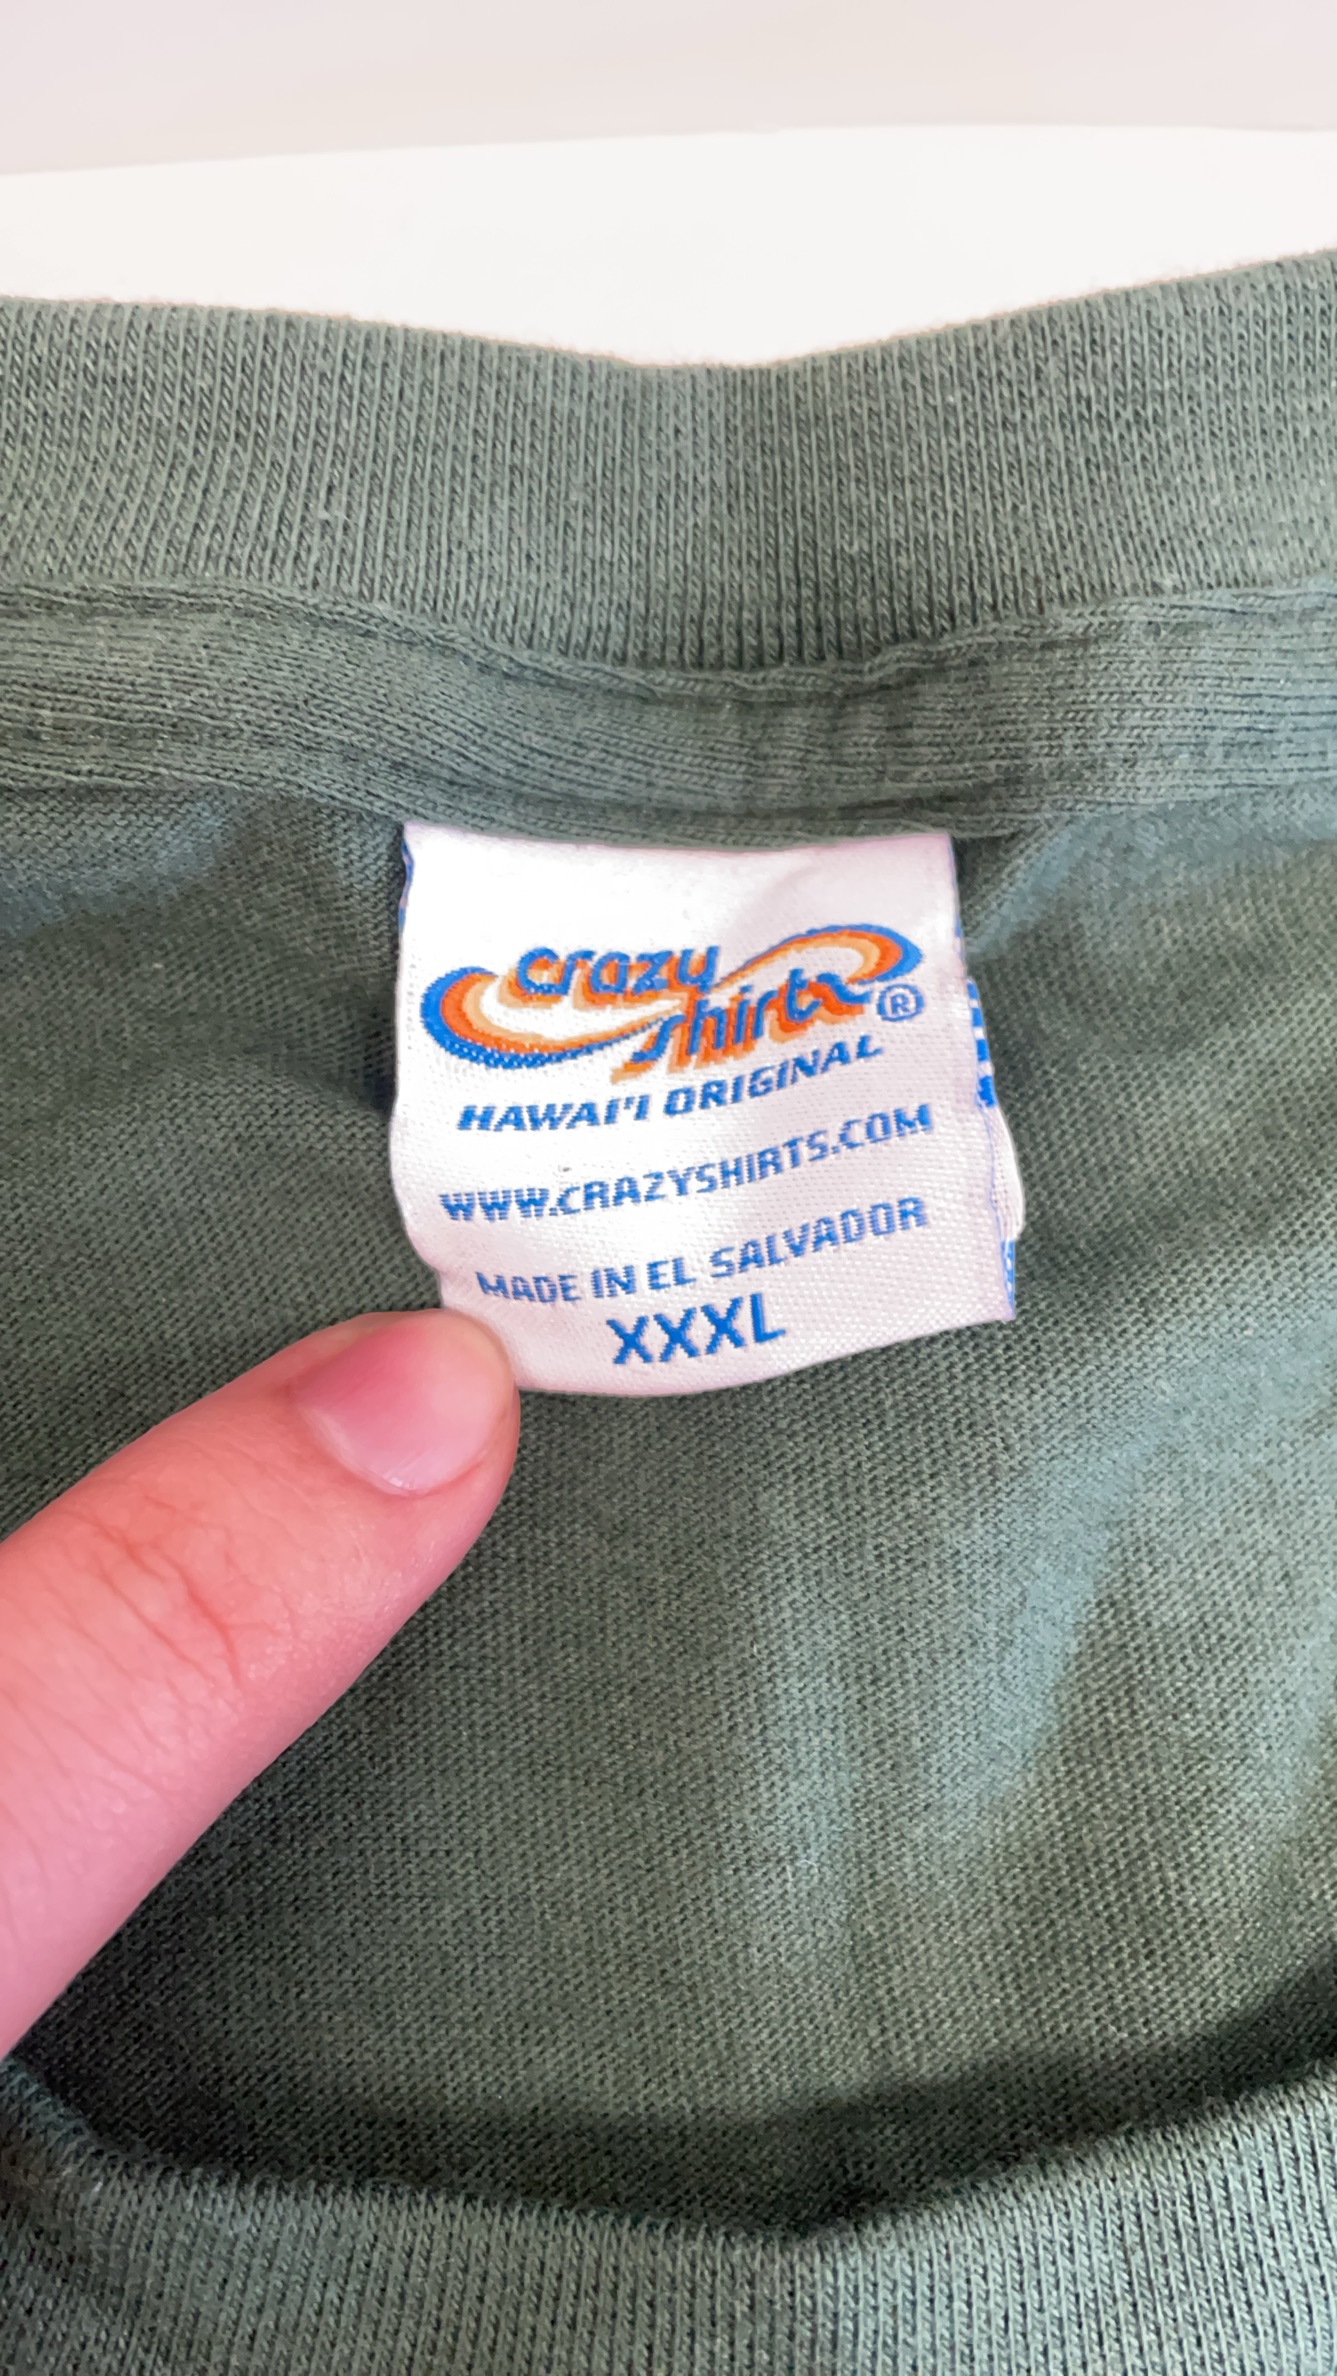 crazy
shirts®
HAWAI'I ORIGINAL
WWW.CRAZYSHIRTS.COM
MADE IN EL SALVADOR
XXXL